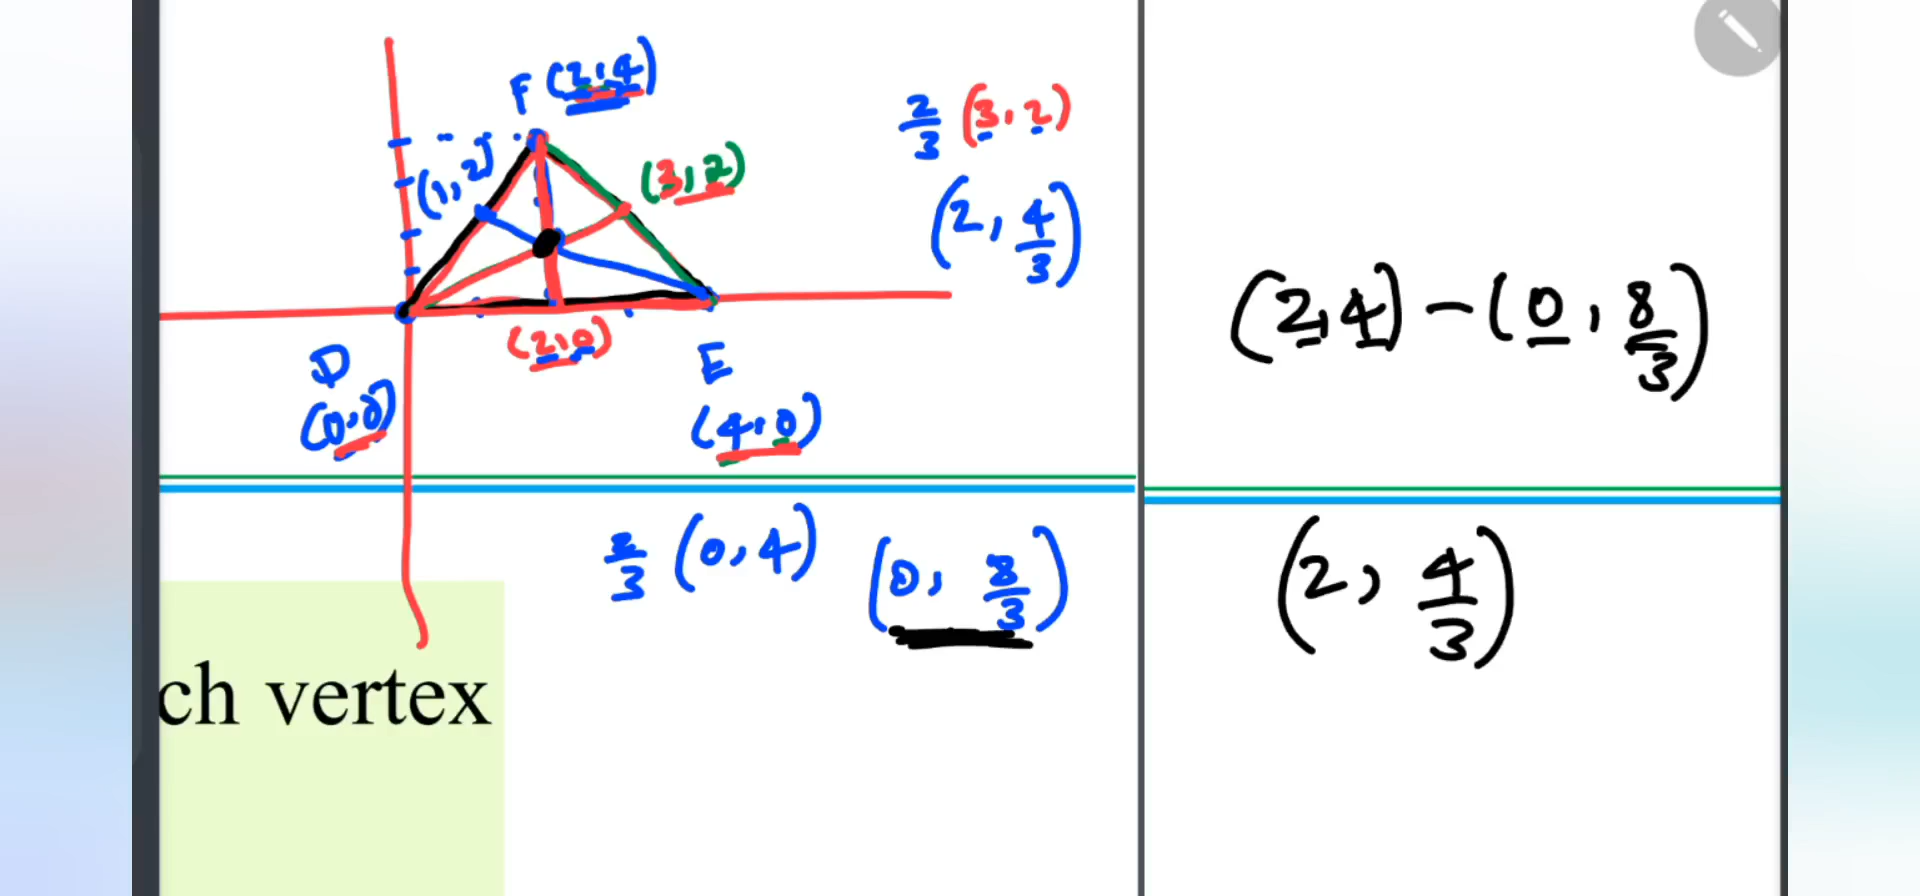 F (2,4)
2/3 (3, 2)
(1, 2)
(3, 2)
(2, 4/3)
(2, 4) - (0, 8/3)
(2, 0)
D
(0,0)
E
(4, 0)
2/3 (0, 4)
(0, 8/3)
(2, 4/3)
ch vertex